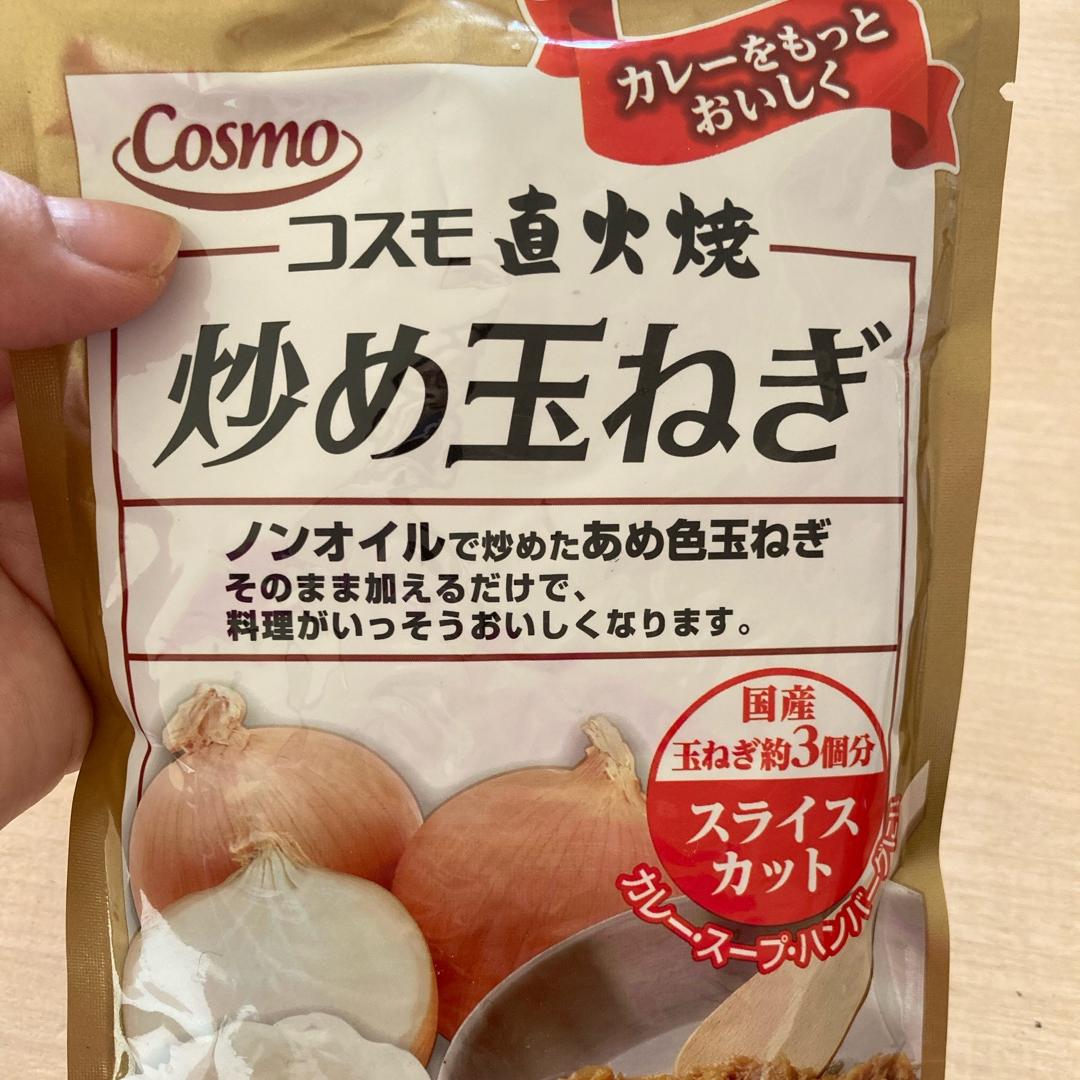 カレーをもっと
おいしく
Cosmo
コスモ 直火焼
炒め玉ねぎ
ノンオイルで炒めたあめ色玉ねぎ
そのまま加えるだけで、
料理がいっそうおいしくなります。
国産
玉ねぎ約3個分
スライス
カット
カレー・スープ・ハンバーグに